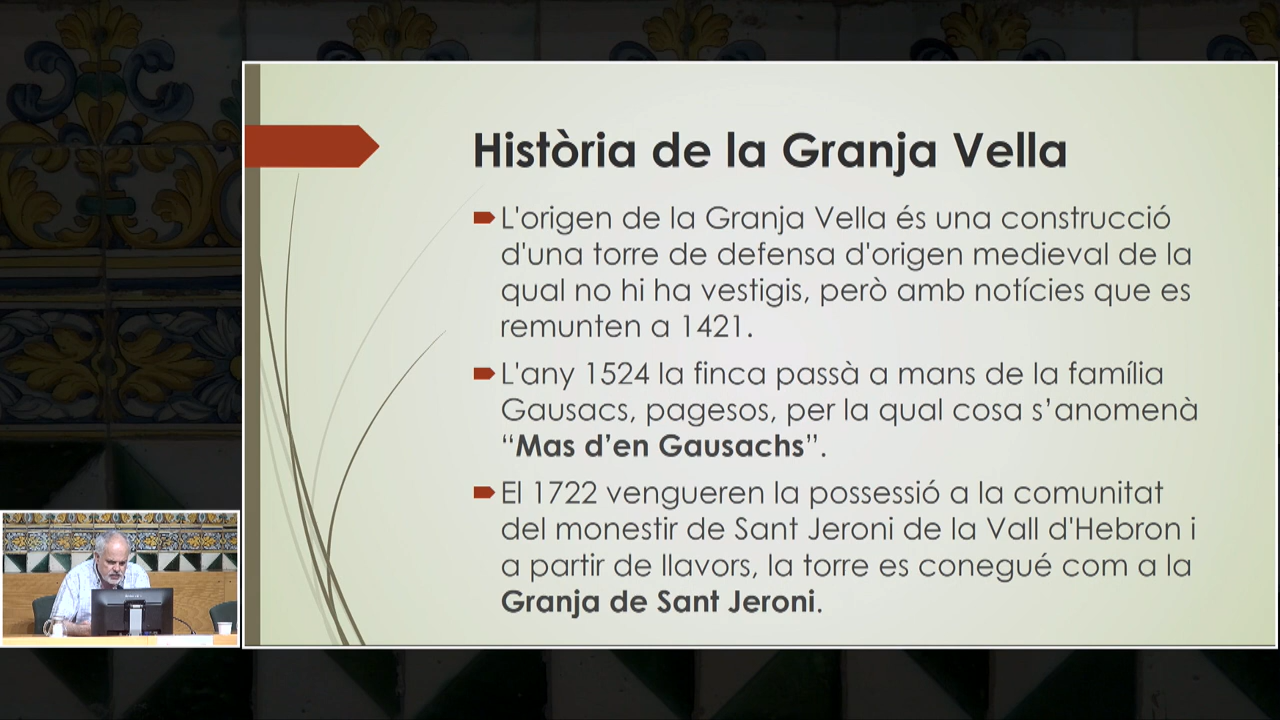 Història de la Granja Vella
L'origen de la Granja Vella és una construcció
d'una torre de defensa d'origen medieval de la
qual no hi ha vestigis, però amb notícies que es
remunten a 1421.
L'any 1524 la finca passà a mans de la família
Gausacs, pagesos, per la qual cosa s’anomenà
“Mas d’en Gausachs”.
El 1722 vengueren la possessió a la comunitat
del monestir de Sant Jeroni de la Vall d'Hebron i
a partir de llavors, la torre es conegué com a la
Granja de Sant Jeroni.